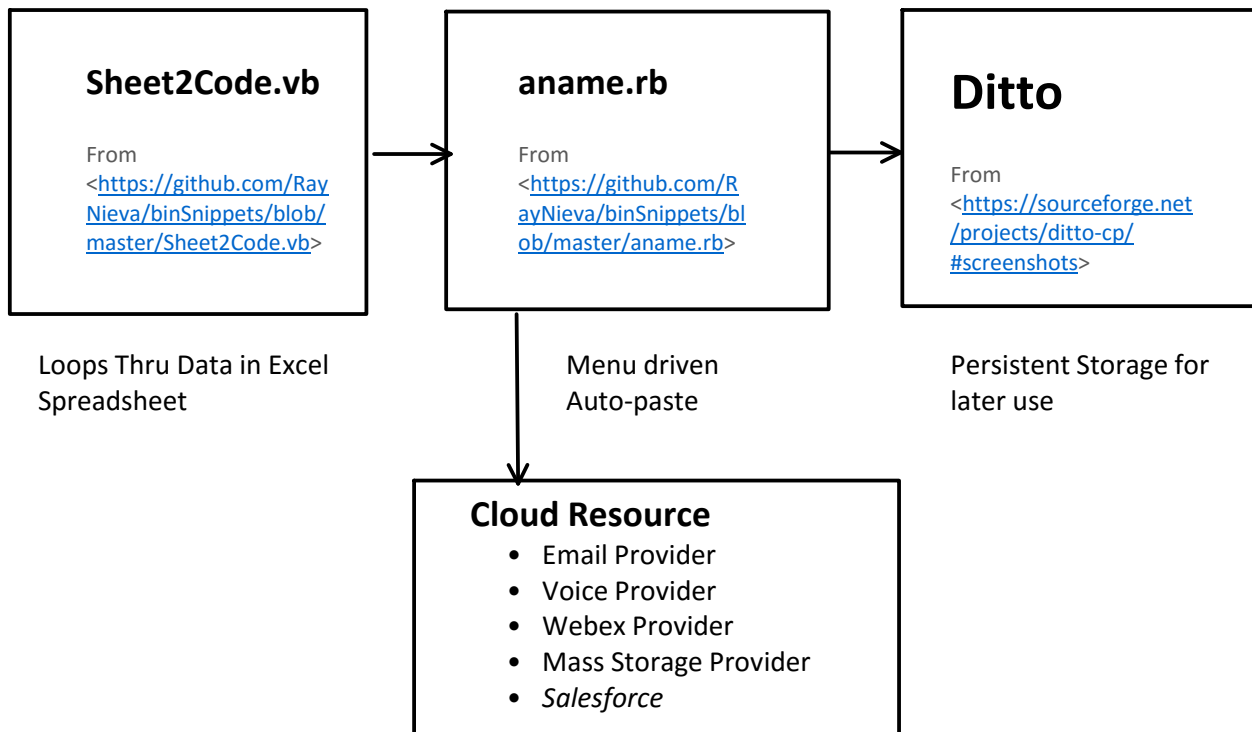 Sheet2Code.vb
From
<https://github.com/Ray
Nieva/binSnippets/blob/
master/Sheet2Code.vb>
Loops Thru Data in Excel
Spreadsheet
aname.rb
From
<https://github.com/R
ayNieva/binSnippets/bl
ob/master/aname.rb>
Menu driven
Auto-paste
Ditto
From
<https://sourceforge.net
/projects/ditto-cp/
#screenshots>
Persistent Storage for
later use
Cloud Resource
• Email Provider
• Voice Provider
• Webex Provider
• Mass Storage Provider
• Salesforce